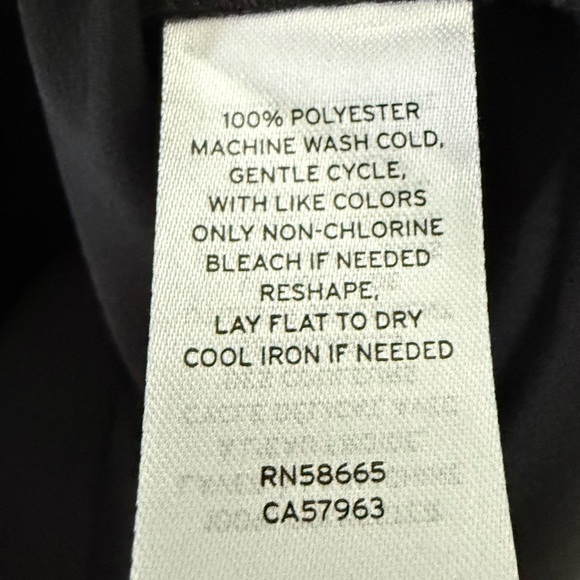 100% POLYESTER
MACHINE WASH COLD,
GENTLE CYCLE,
WITH LIKE COLORS
ONLY NON-CHLORINE
BLEACH IF NEEDED
RESHAPE,
LAY FLAT TO DRY
COOL IRON IF NEEDED
RN58665
CA57963